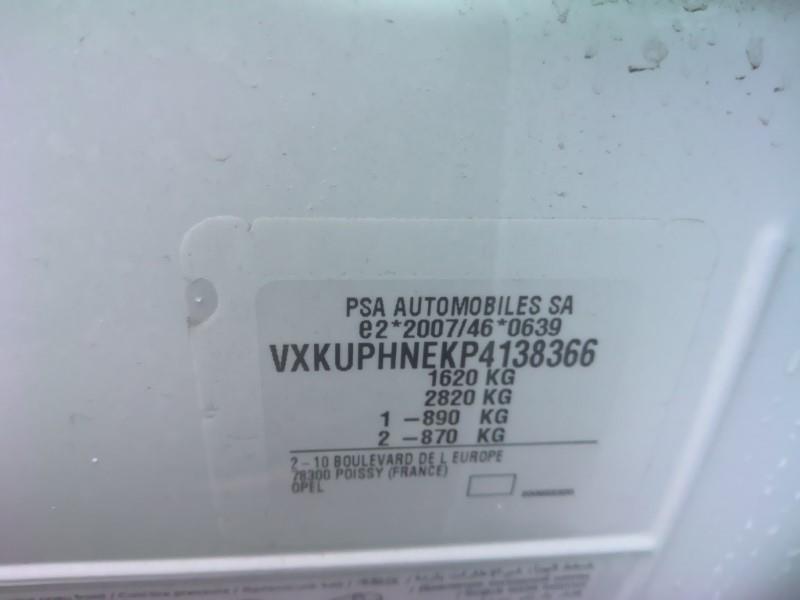 PSA AUTOMOBILES SA
e2*2007/46*0639
VXKUPHNEKP4138366
1620 KG
2820 KG
1 -890 KG
2 -870 KG
2-10 BOULEVARD DE L EUROPE
78300 POISSY (FRANCE)
OPEL